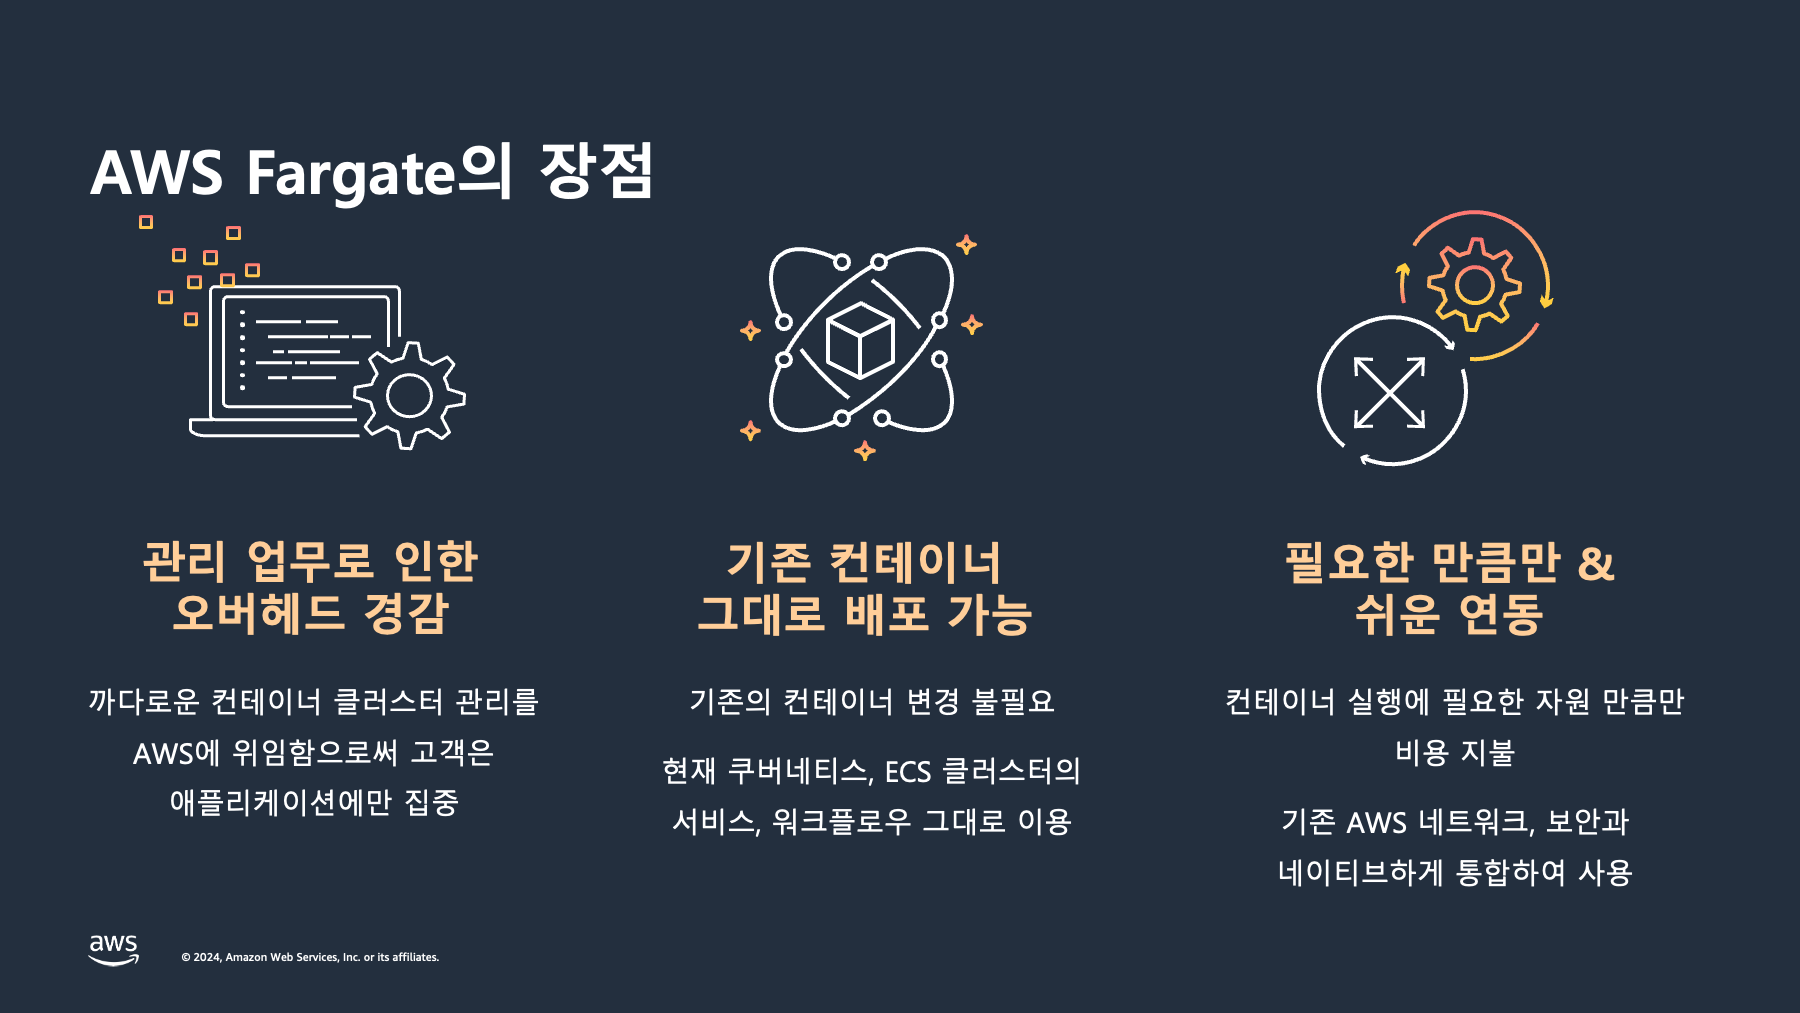 AWS Fargate의 장점
관리 업무로 인한
오버헤드 경감
까다로운 컨테이너 클러스터 관리를
AWS에 위임함으로써 고객은
애플리케이션에만 집중
기존 컨테이너
그대로 배포 가능
기존의 컨테이너 변경 불필요
현재 쿠버네티스, ECS 클러스터의
서비스, 워크플로우 그대로 이용
필요한 만큼만 &
쉬운 연동
컨테이너 실행에 필요한 자원 만큼만
비용 지불
기존 AWS 네트워크, 보안과
네이티브하게 통합하여 사용
aws
© 2024, Amazon Web Services, Inc. or its affiliates.